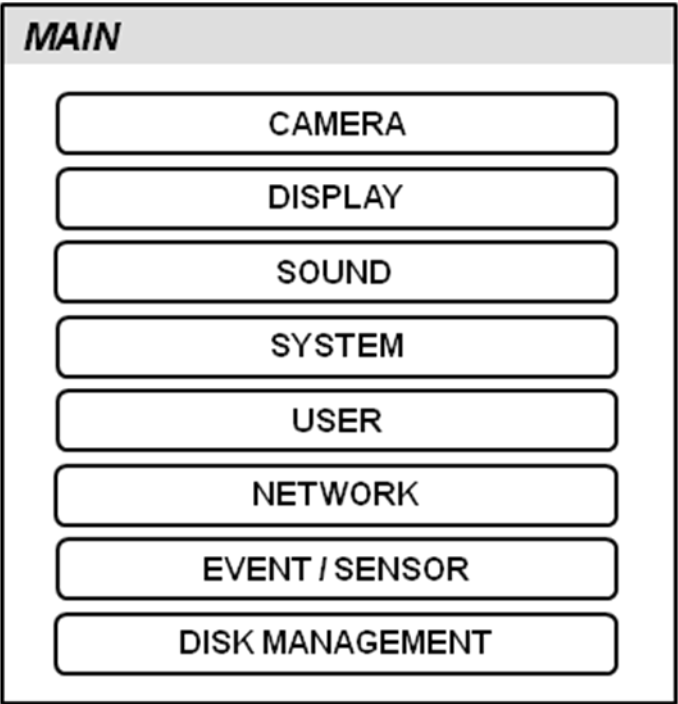 MAIN
CAMERA
DISPLAY
SOUND
SYSTEM
USER
NETWORK
EVENT / SENSOR
DISK MANAGEMENT